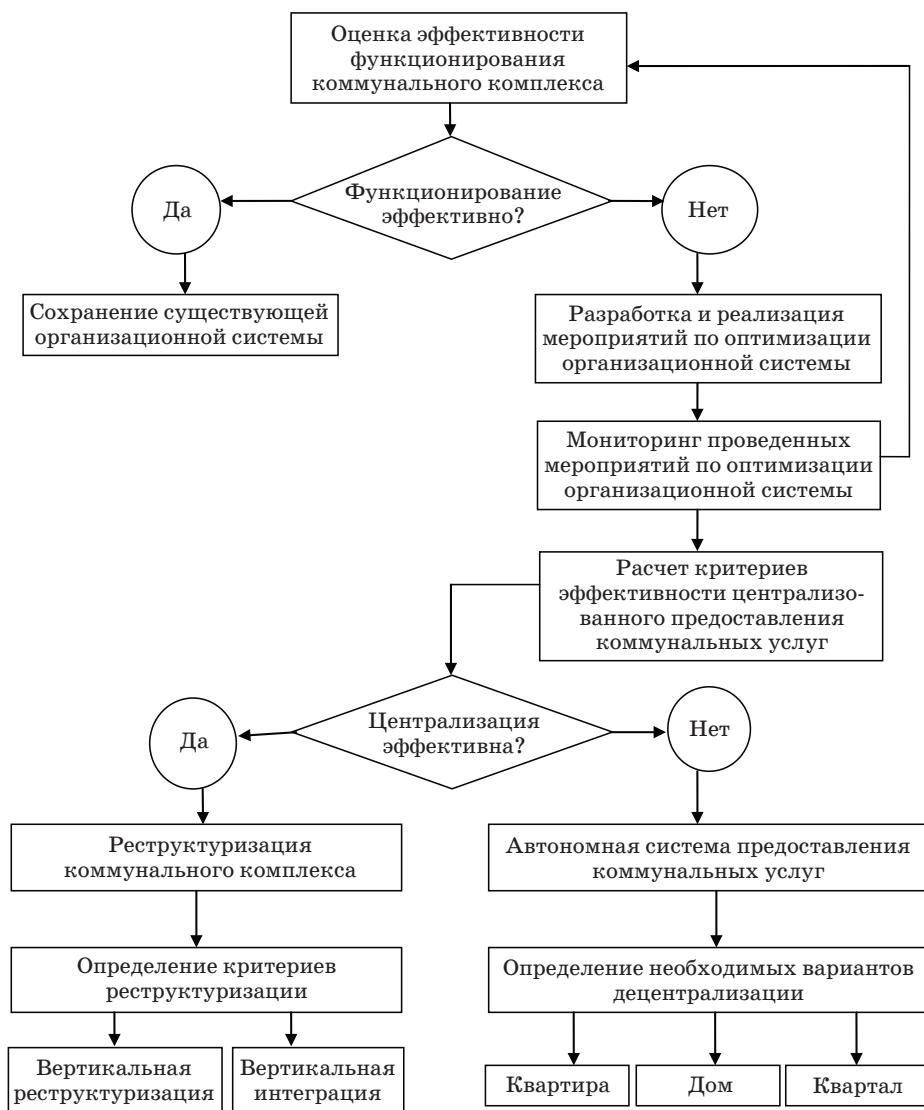 Оценка эффективности
функционирования
коммунального комплекса
Функционирование
эффективно?
Да
Нет
Сохранение существующей
организационной системы
Разработка и реализация
мероприятий по оптимизации
организационной системы
Мониторинг проведенных
мероприятий по оптимизации
организационной системы
Расчет критериев
эффективности централизо-
ванного предоставления
коммунальных услуг
Централизация
эффективна?
Да
Нет
Реструктуризация
коммунального комплекса
Автономная система предоставления
коммунальных услуг
Определение критериев
реструктуризации
Определение необходимых вариантов
децентрализации
Вертикальная
реструктуризация
Вертикальная
интеграция
Квартира
Дом
Квартал